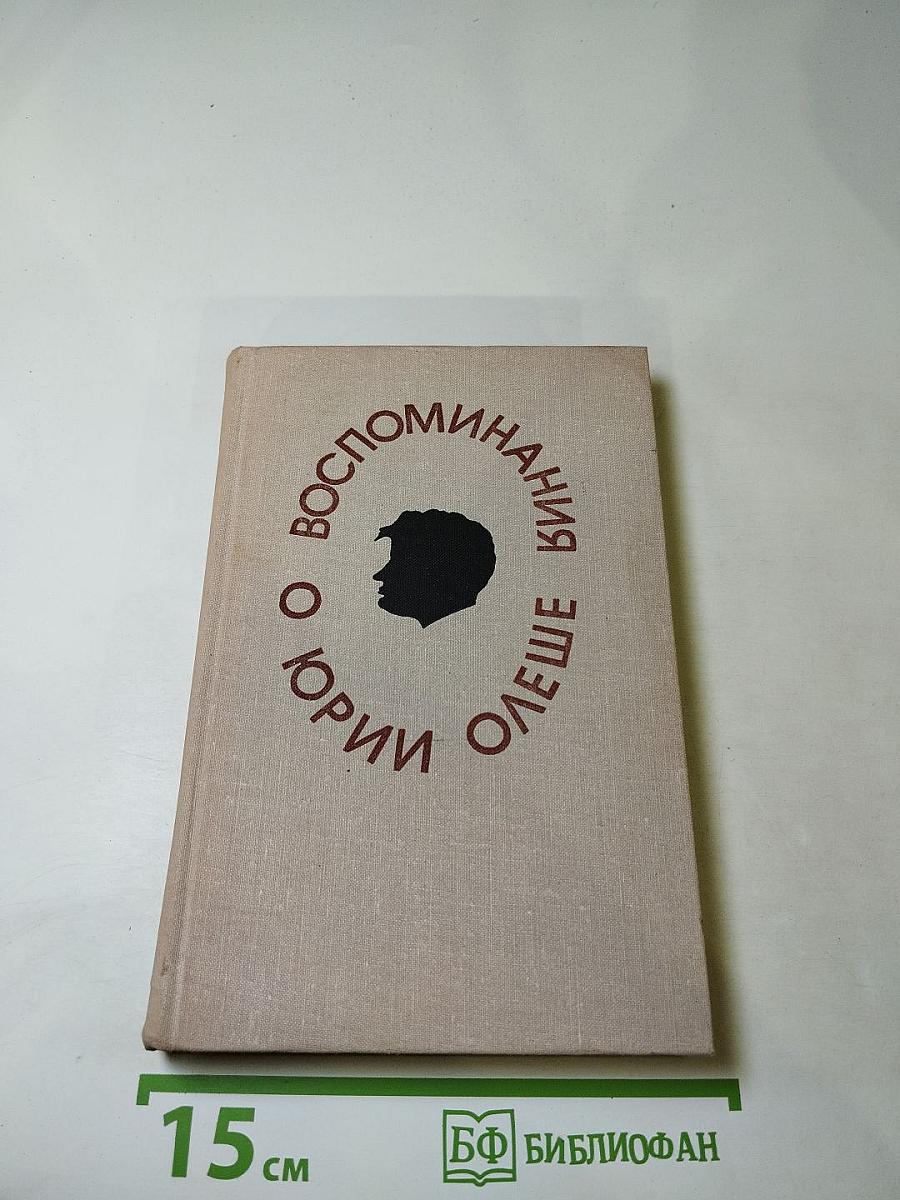 ВОСПОМИНАНИЯ
О ЮРИИ ОЛЕШЕ
15 см
БФ БИБЛИОФАН